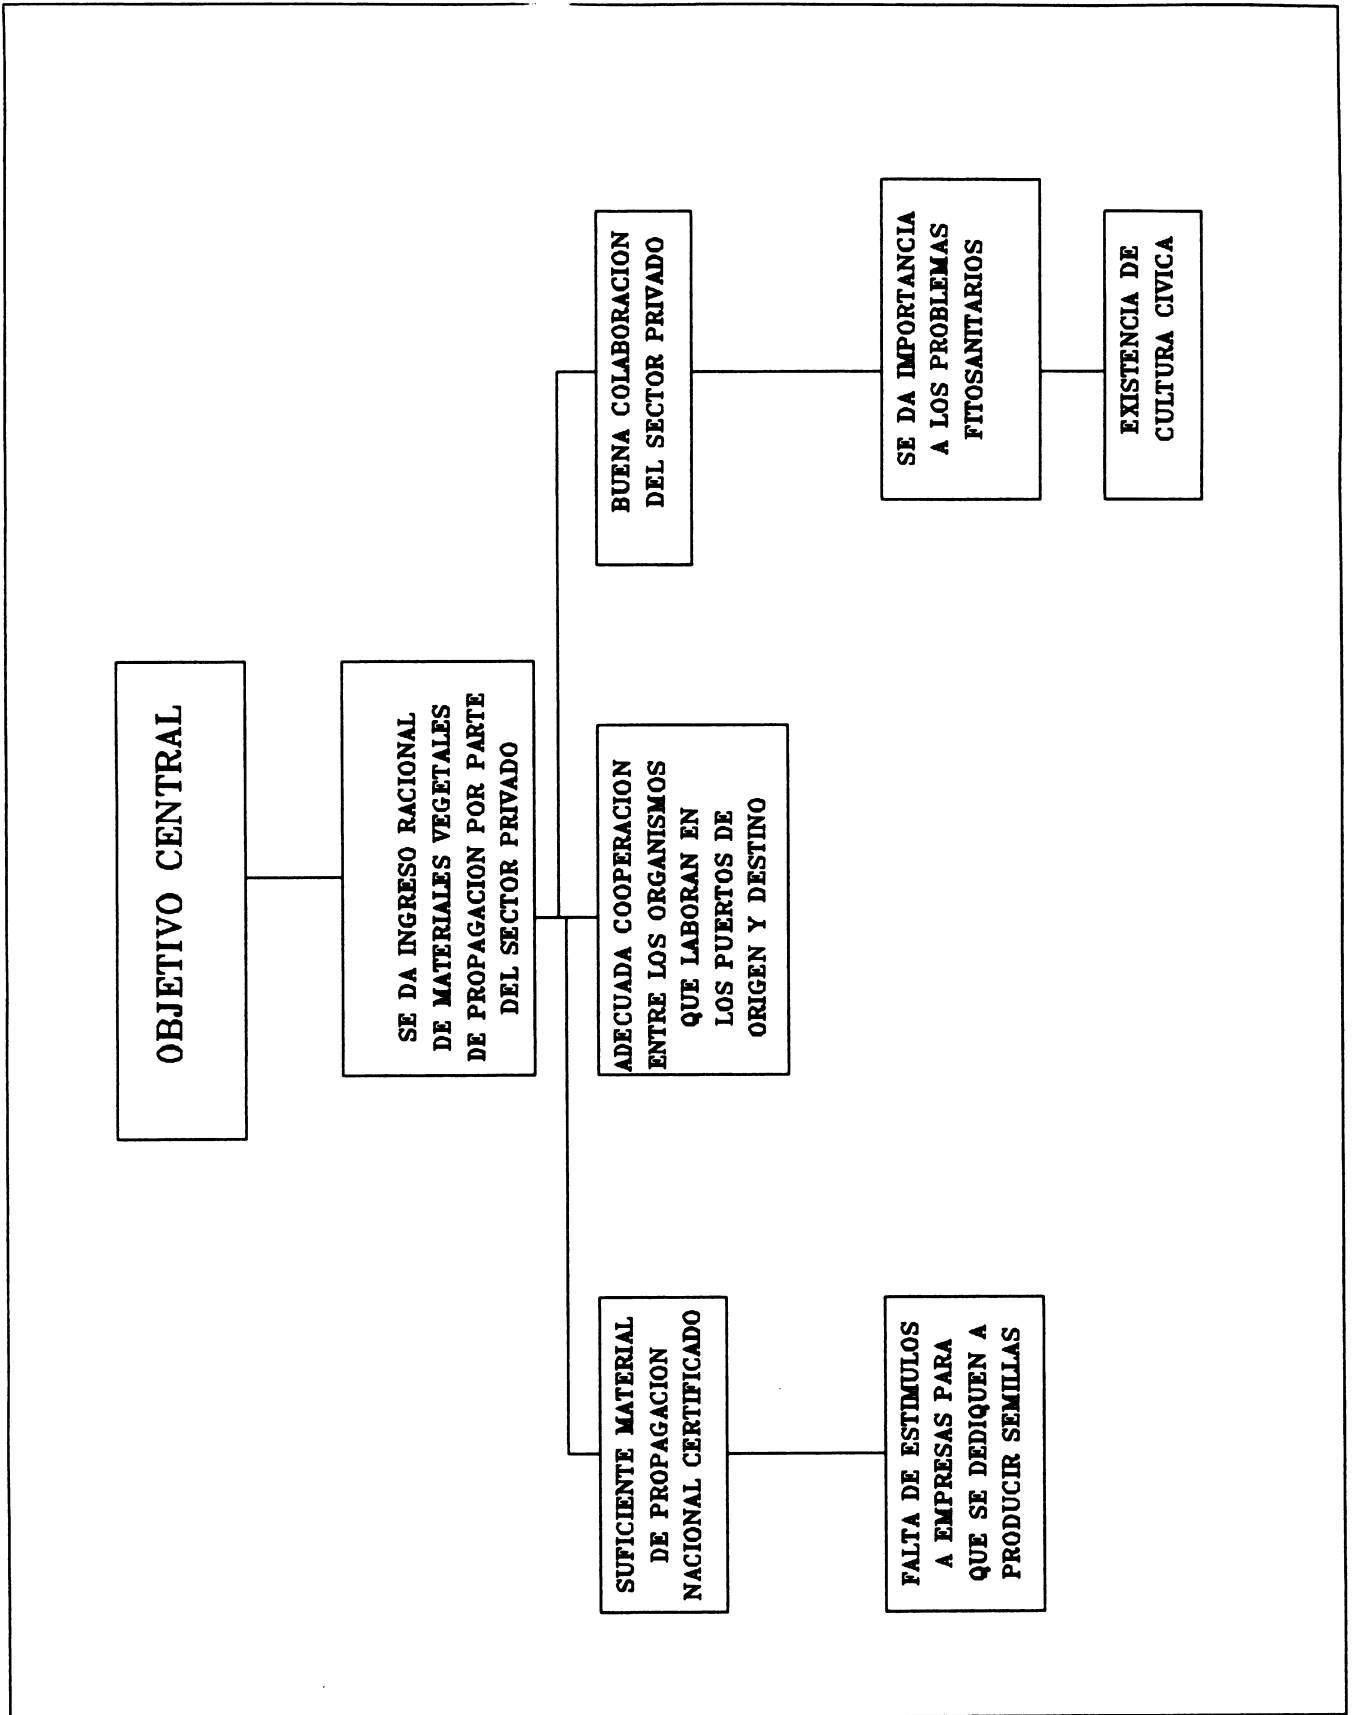 OBJETIVO CENTRAL
SE DA INGRESO RACIONAL
DE MATERIALES VEGETALES
DE PROPAGACION POR PARTE
DEL SECTOR PRIVADO
SUFICIENTE MATERIAL
DE PROPAGACION
NACIONAL CERTIFICADO
ADECUADA COOPERACION
ENTRE LOS ORGANISMOS
QUE LABORAN EN
LOS PUERTOS DE
ORIGEN Y DESTINO
BUENA COLABORACION
DEL SECTOR PRIVADO
FALTA DE ESTIMULOS
A EMPRESAS PARA
QUE SE DEDIQUEN A
PRODUCIR SEMILLAS
SE DA IMPORTANCIA
A LOS PROBLEMAS
FITOSANITARIOS
EXISTENCIA DE
CULTURA CIVICA